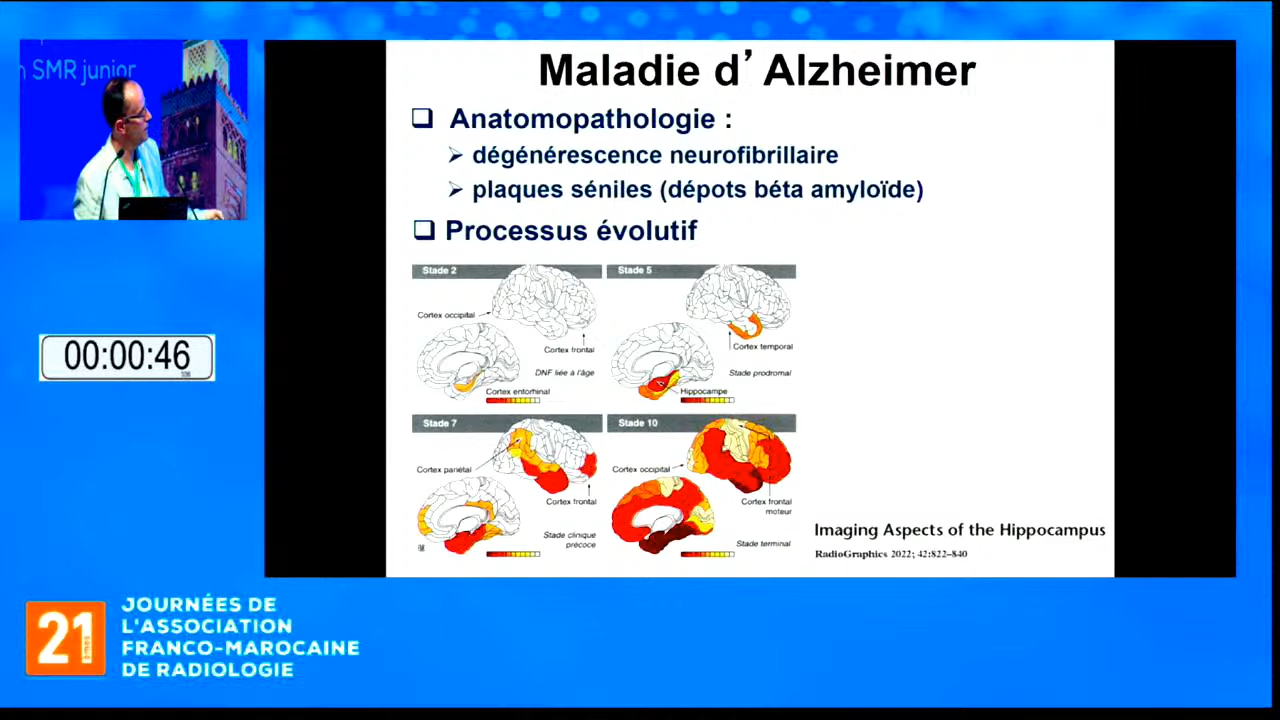 n SMR junior
Maladie d’Alzheimer
Anatomopathologie :
dégénérescence neurofibrillaire
plaques séniles (dépots béta amyloïde)
Processus évolutif
Stade 2
Cortex occipital
Cortex frontal
DNF liée à l'âge
Cortex entorhinal
Stade 5
Cortex temporal
Stade prodromal
Hippocampe
Stade 7
Cortex pariétal
Cortex frontal
Stade clinique
précoce
Stade 10
Cortex occipital
Cortex frontal
moteur
Stade terminal
Imaging Aspects of the Hippocampus
RadioGraphics 2022; 42:822–840
00:00:46
21
èmes
JOURNÉES DE
L'ASSOCIATION
FRANCO-MAROCAINE
DE RADIOLOGIE